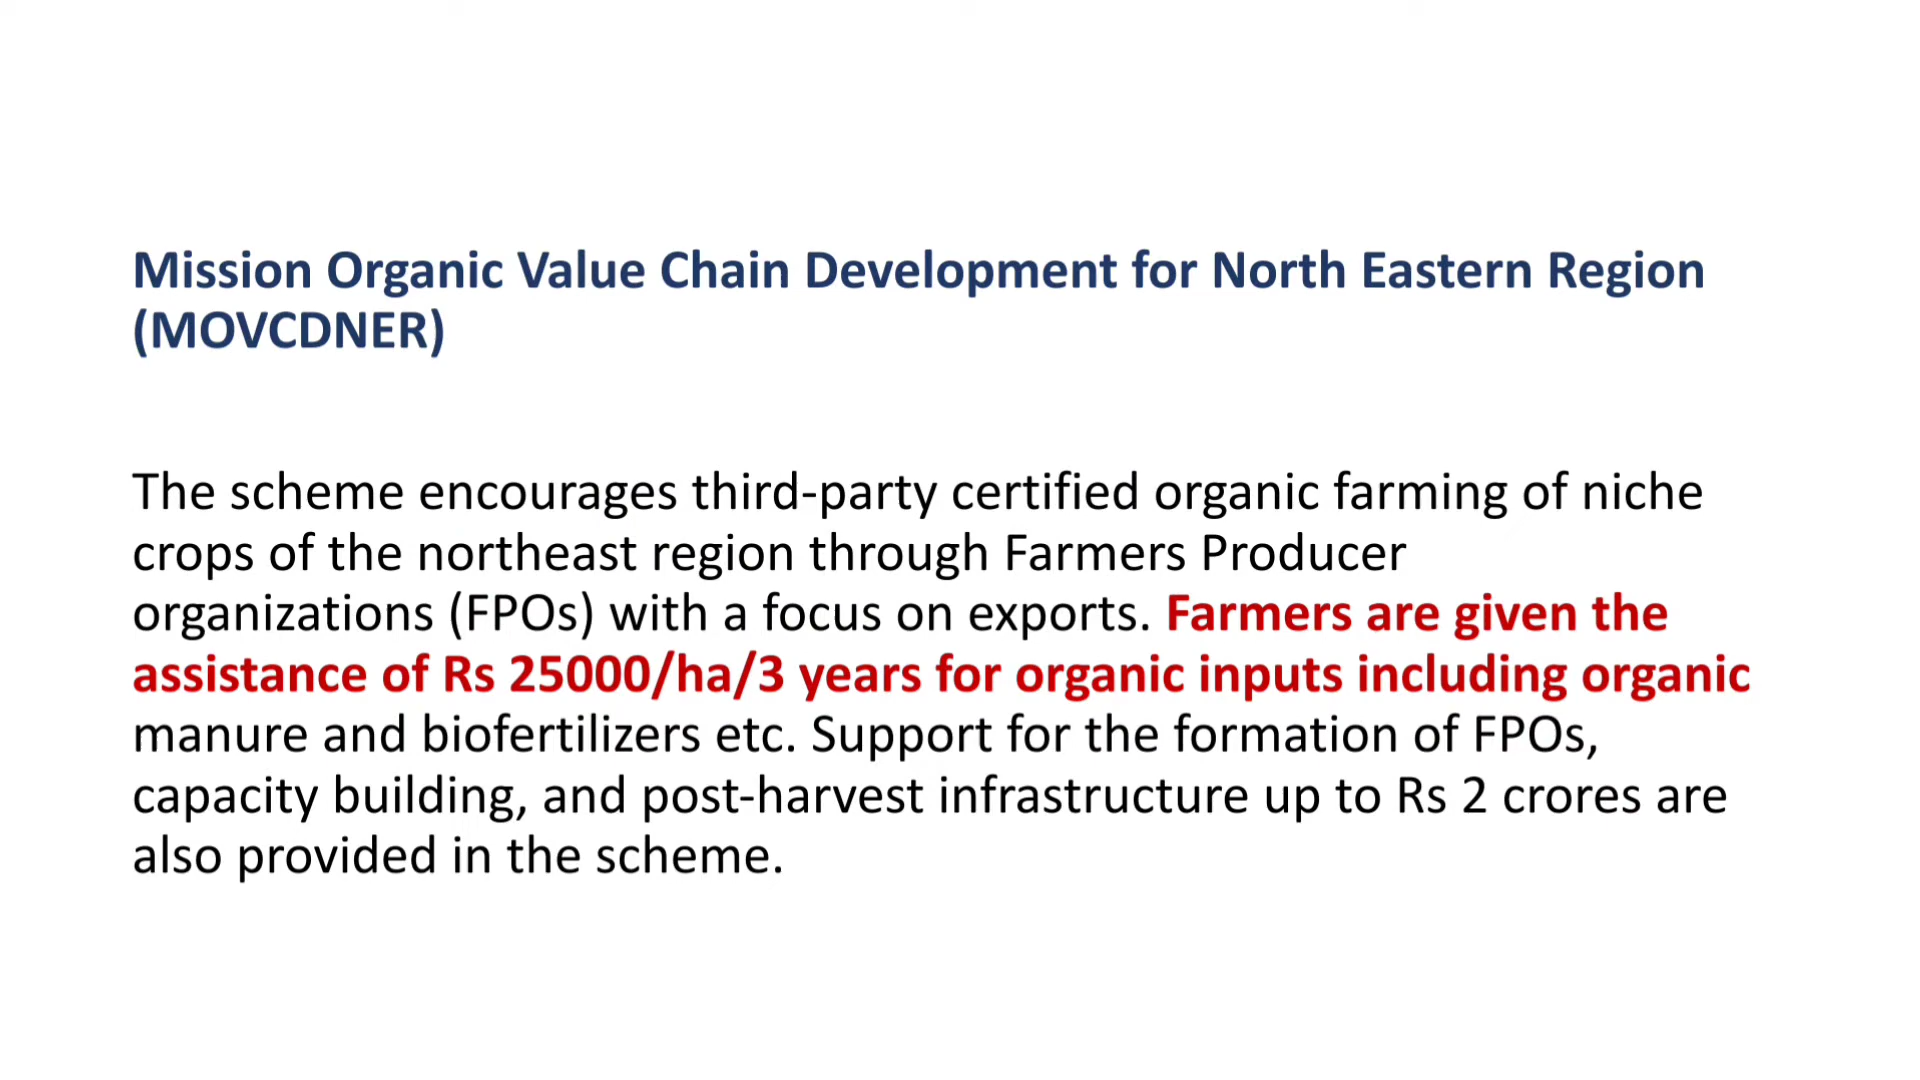 Mission Organic Value Chain Development for North Eastern Region
(MOVCDNER)
The scheme encourages third-party certified organic farming of niche
crops of the northeast region through Farmers Producer
organizations (FPOs) with a focus on exports. Farmers are given the
assistance of Rs 25000/ha/3 years for organic inputs including organic
manure and biofertilizers etc. Support for the formation of FPOs,
capacity building, and post-harvest infrastructure up to Rs 2 crores are
also provided in the scheme.